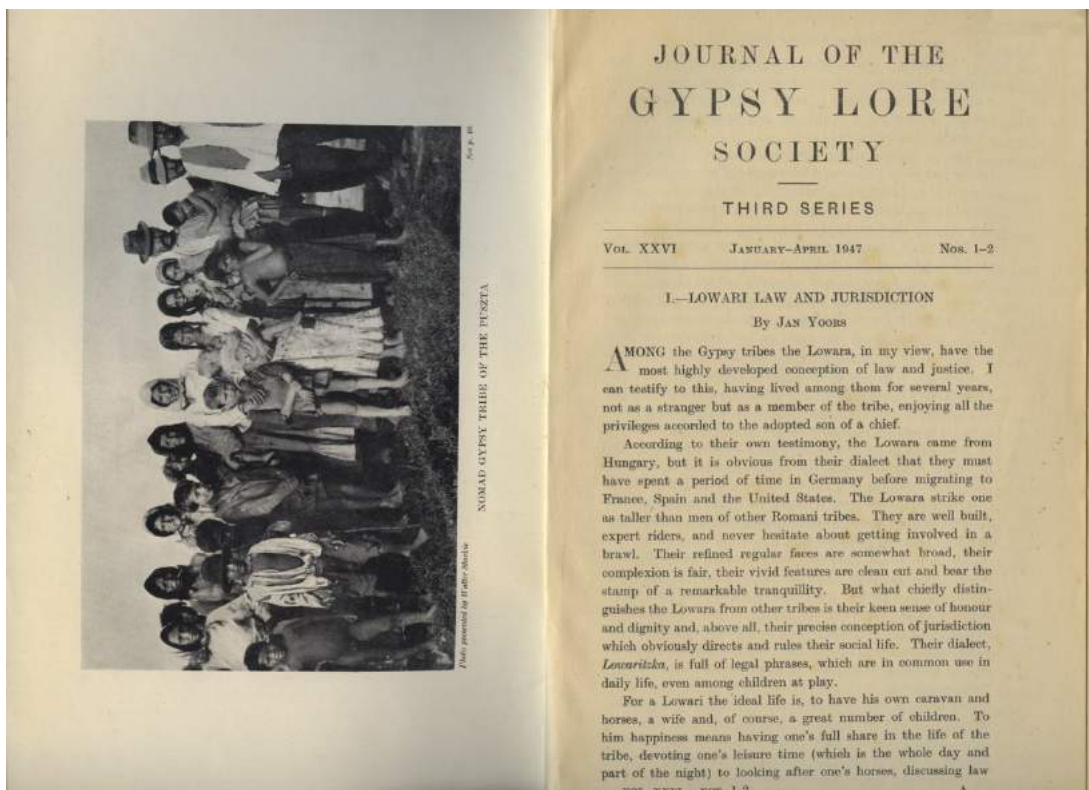 See p. 40
NOMAD GYPSY TRIBE OF THE PUSZTA
Photo presented by Walter Starkie
JOURNAL OF THE
GYPSY LORE
SOCIETY
THIRD SERIES
VOL. XXVI JANUARY–APRIL 1947 NOS. 1–2
I.—LOWARI LAW AND JURISDICTION
By JAN YOORS
AMONG the Gypsy tribes the Lowara, in my view, have the
most highly developed conception of law and justice. I
can testify to this, having lived among them for several years,
not as a stranger but as a member of the tribe, enjoying all the
privileges accorded to the adopted son of a chief.
According to their own testimony, the Lowara came from
Hungary, but it is obvious from their dialect that they must
have spent a period of time in Germany before migrating to
France, Spain and the United States. The Lowara strike one
as taller than men of other Romani tribes. They are well built,
expert riders, and never hesitate about getting involved in a
brawl. Their refined regular faces are somewhat broad, their
complexion is fair, their vivid features are clean cut and bear the
stamp of a remarkable tranquillity. But what chiefly distin-
guishes the Lowara from other tribes is their keen sense of honour
and dignity and, above all, their precise conception of jurisdiction
which obviously directs and rules their social life. Their dialect,
Lowaritzka, is full of legal phrases, which are in common use in
daily life, even among children at play.
For a Lowari the ideal life is, to have his own caravan and
horses, a wife and, of course, a great number of children. To
him happiness means having one's full share in the life of the
tribe, devoting one's leisure time (which is the whole day and
part of the night) to looking after one's horses, discussing law